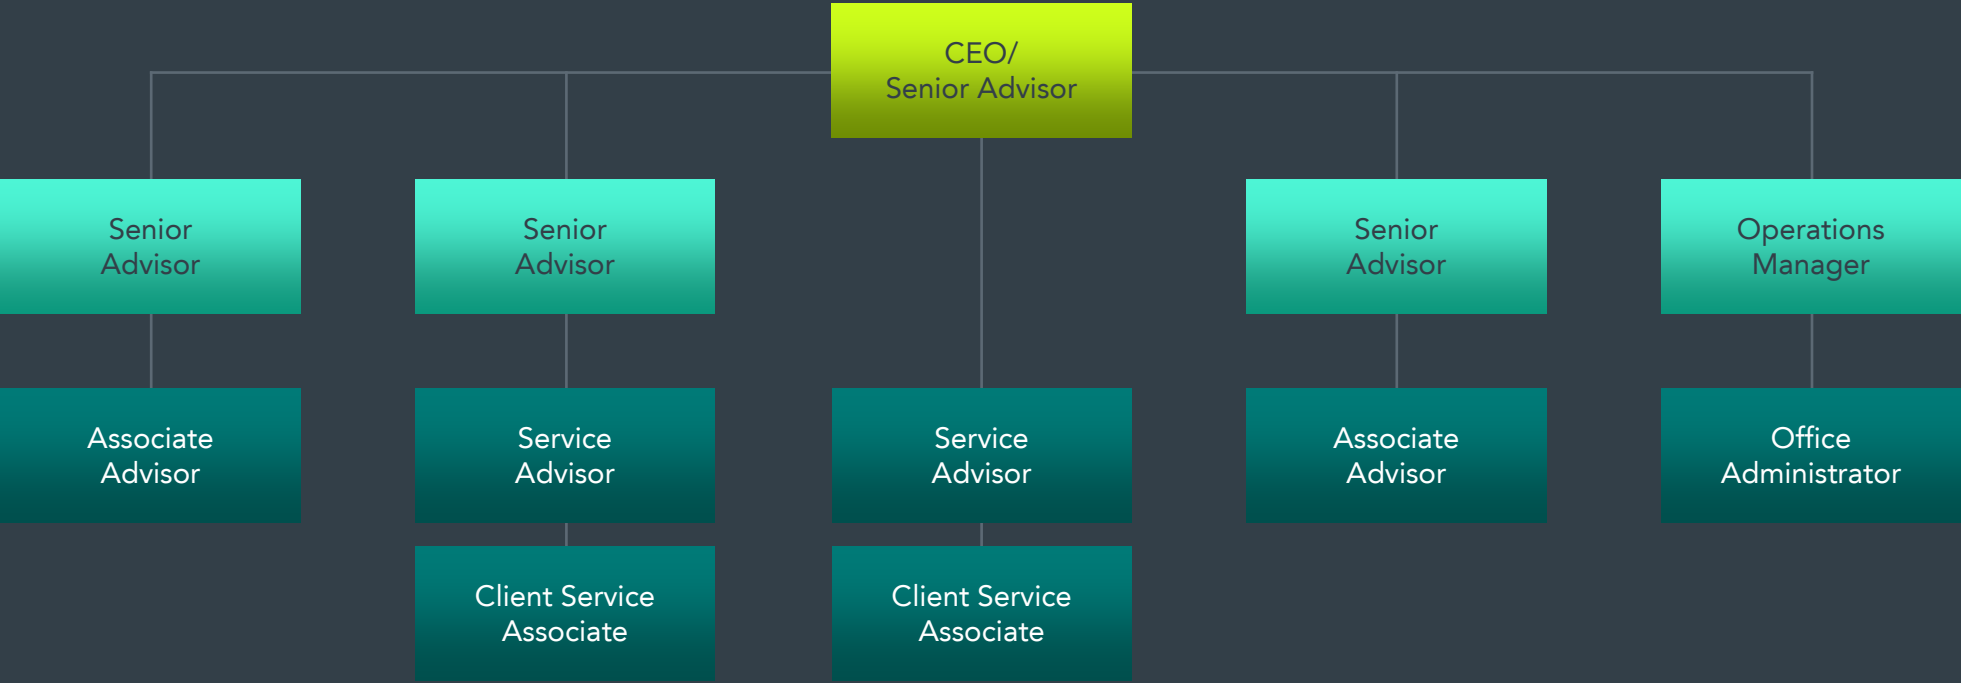 CEO/
Senior Advisor
Senior
Advisor
Senior
Advisor
Senior
Advisor
Operations
Manager
Associate
Advisor
Service
Advisor
Service
Advisor
Associate
Advisor
Office
Administrator
Client Service
Associate
Client Service
Associate